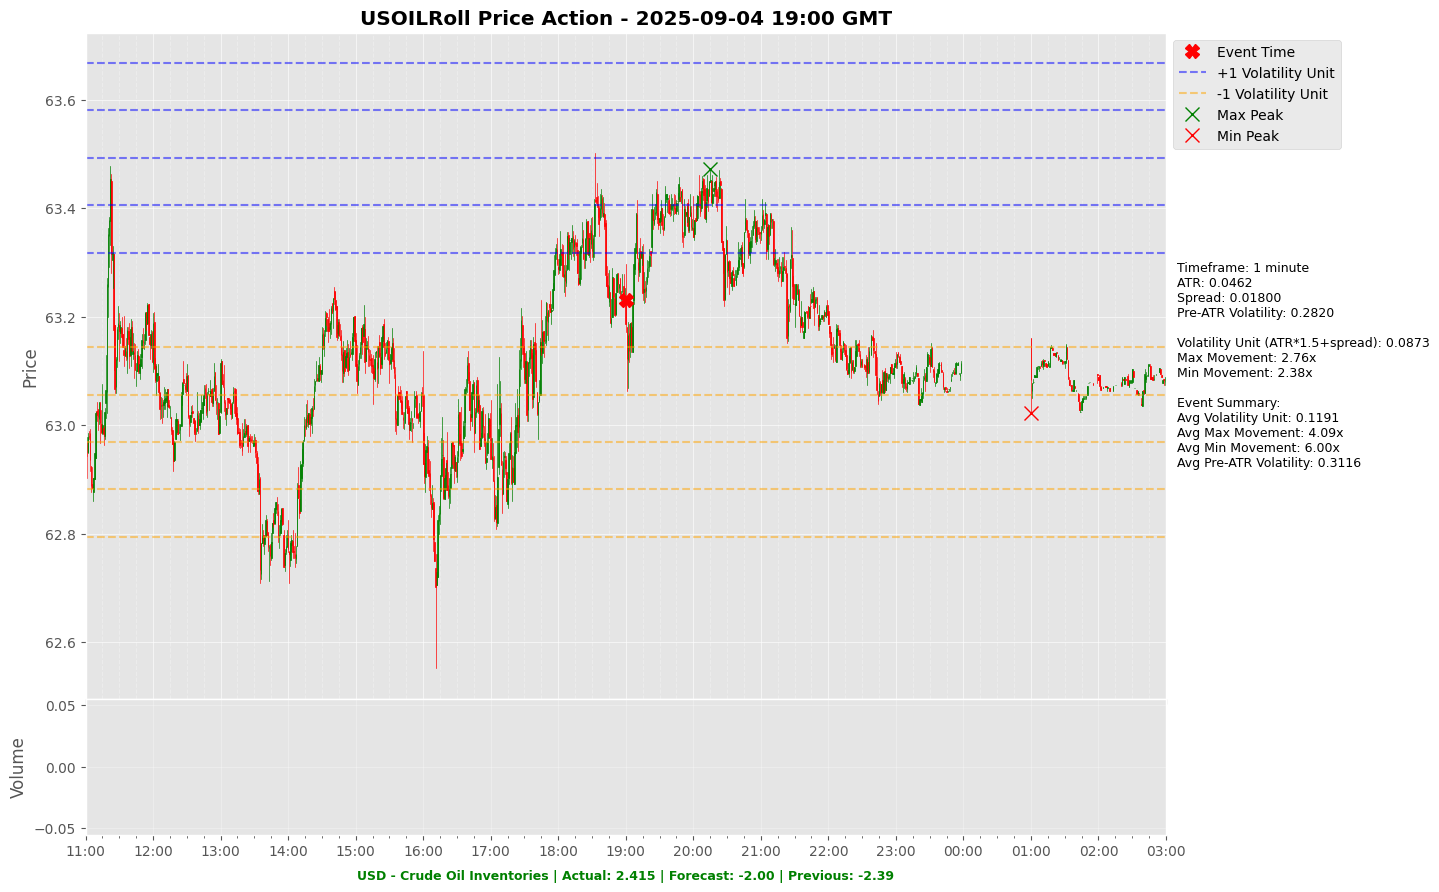 USOILRoll Price Action - 2025-09-04 19:00 GMT
Event Time
+1 Volatility Unit
-1 Volatility Unit
Max Peak
Min Peak
Price
63.6
63.4
63.2
63.0
62.8
62.6
Timeframe: 1 minute
ATR: 0.0462
Spread: 0.01800
Pre-ATR Volatility: 0.2820
Volatility Unit (ATR*1.5+spread): 0.0873
Max Movement: 2.76x
Min Movement: 2.38x
Event Summary:
Avg Volatility Unit: 0.1191
Avg Max Movement: 4.09x
Avg Min Movement: 6.00x
Avg Pre-ATR Volatility: 0.3116
Volume
0.05
0.00
−0.05
11:00 12:00 13:00 14:00 15:00 16:00 17:00 18:00 19:00 20:00 21:00 22:00 23:00 00:00 01:00 02:00 03:00
USD - Crude Oil Inventories | Actual: 2.415 | Forecast: -2.00 | Previous: -2.39